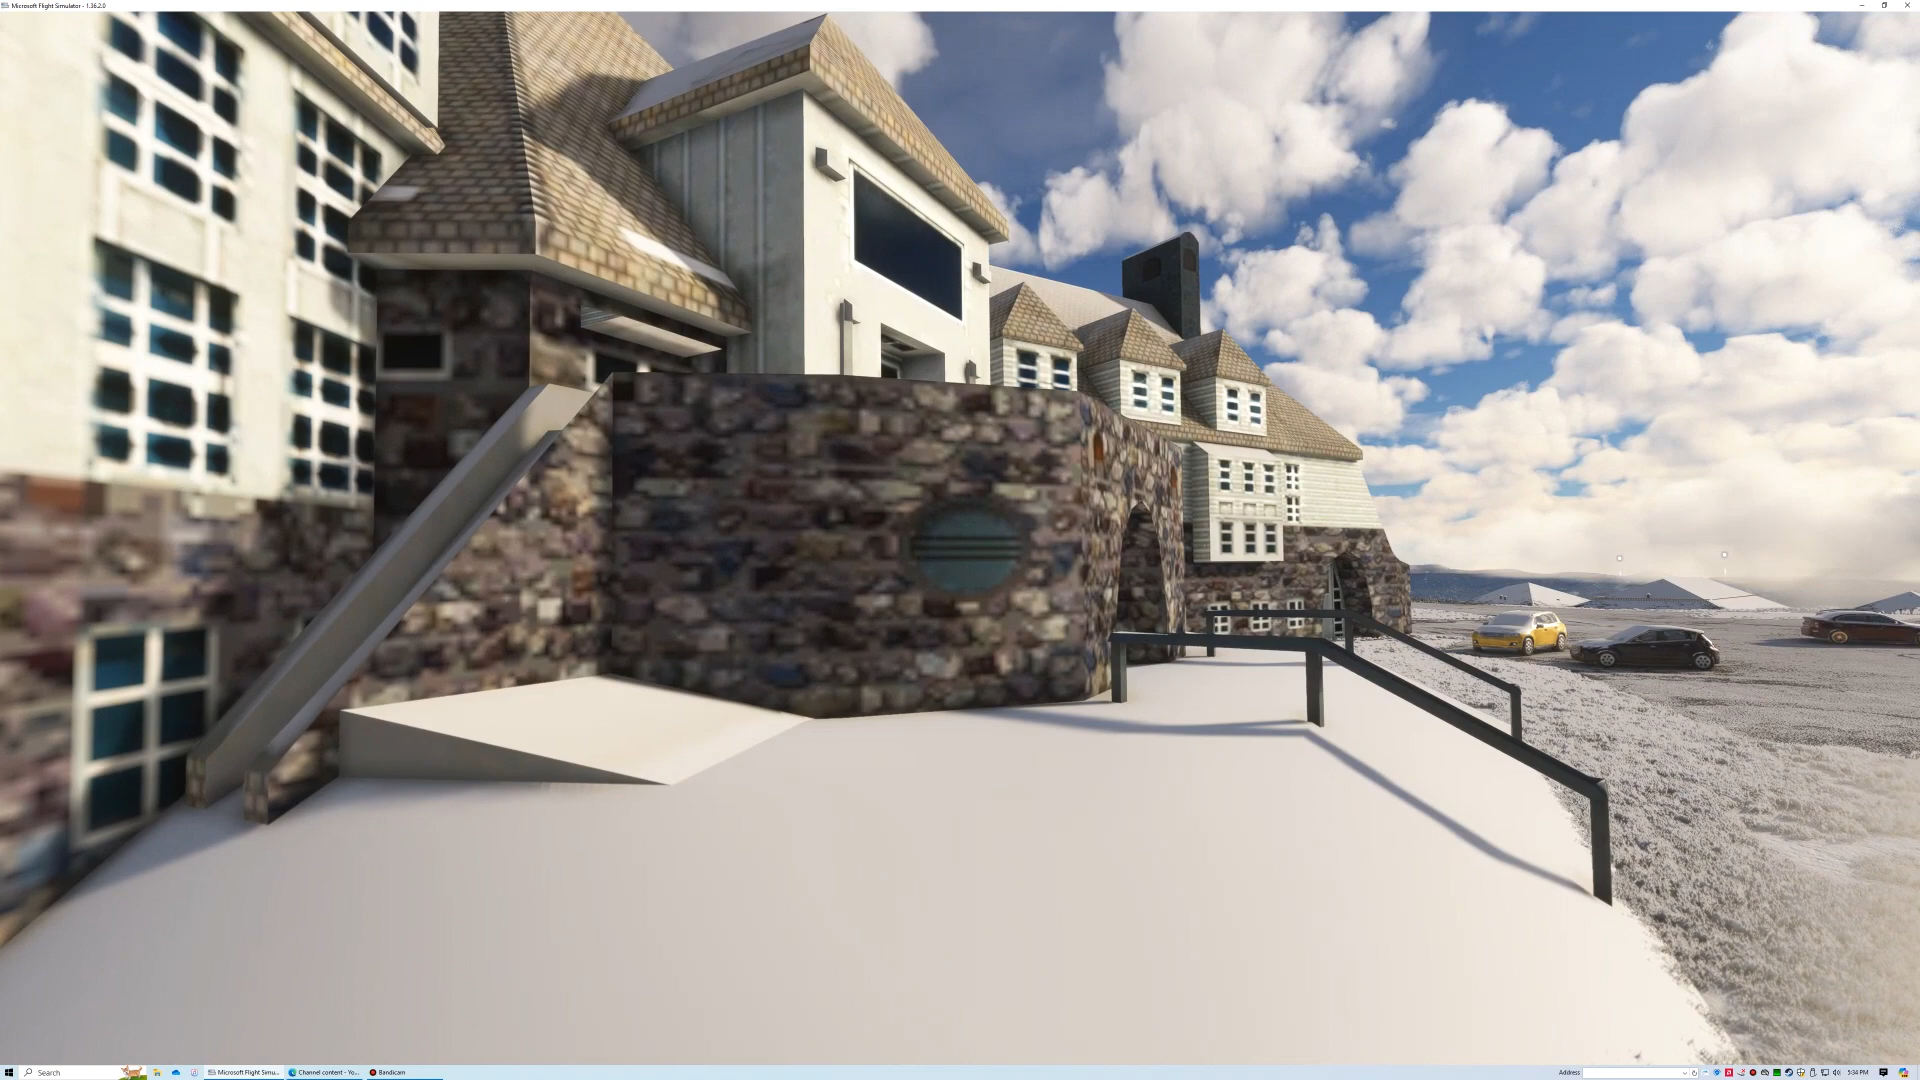 Microsoft Flight Simulator - 1.36.2.0
Search
Microsoft Flight Simu...
Channel content - Yo...
Bandicam
Address
5:34 PM